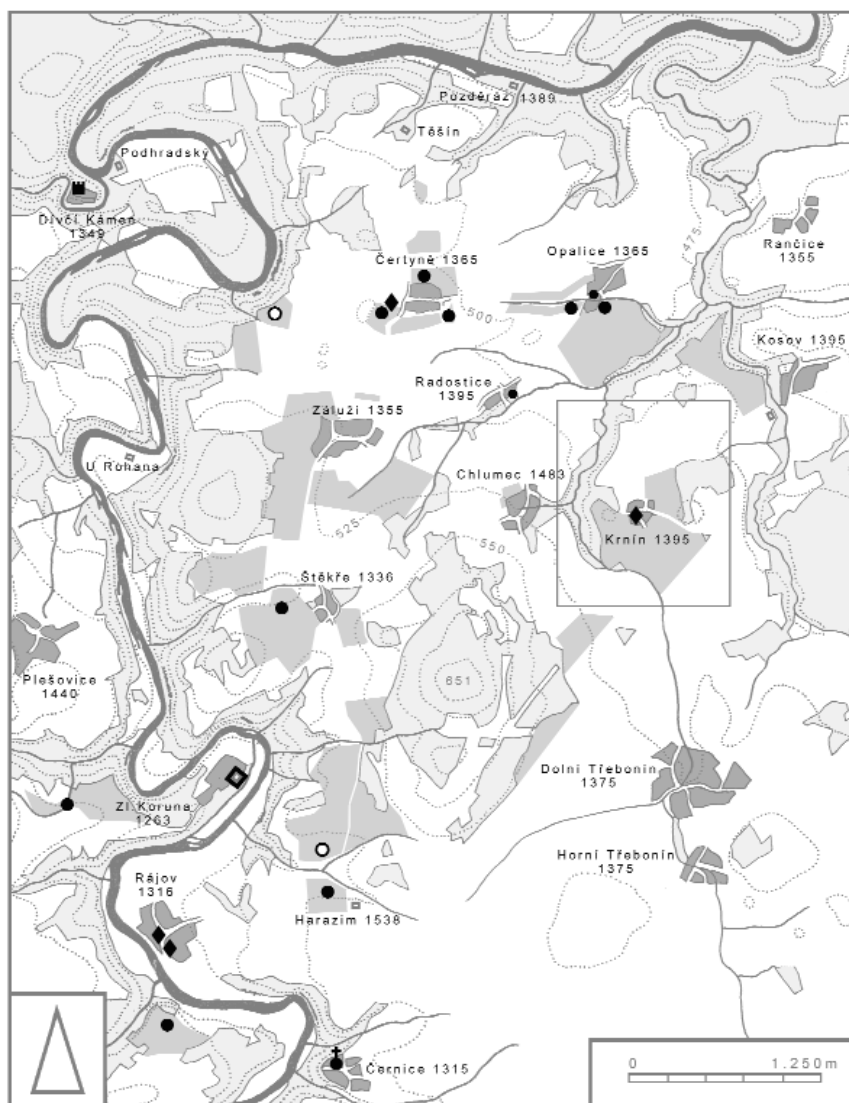 Pozděraz 1389
Těšín
Podhradský
Dívčí Kámen
1349
Rančice
1355
Opalice 1365
Čertyně 1365
475
500
Kosov 1395
Radostice
1395
Záluží 1355
U Rohana
Chlumec 1483
525
550
Krnín 1395
Štěkře 1336
Plešovice
1440
651
Dolní Třebonín
1375
Zl. Koruna
1263
Horní Třebonín
1375
Rájov
1316
Harazim 1538
Černice 1315
0 1.250m